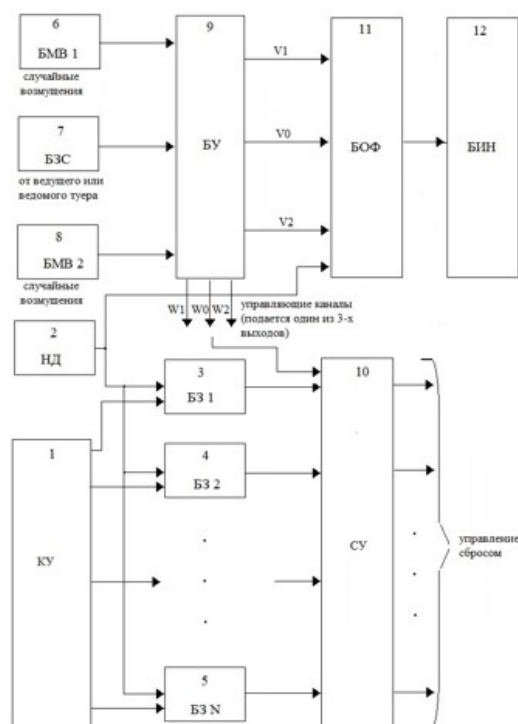 6
БМВ 1
случайные
возмущения
7
БЗС
от ведущего или
ведомого туера
8
БМВ 2
случайные
возмущения
9
БУ
V1
V0
V2
11
БОФ
12
БИН
W1 W0 W2
управляющие каналы
(подается один из 3-х
выходов)
2
НД
3
БЗ 1
4
БЗ 2
5
БЗ N
1
КУ
10
СУ
управление
сбросом